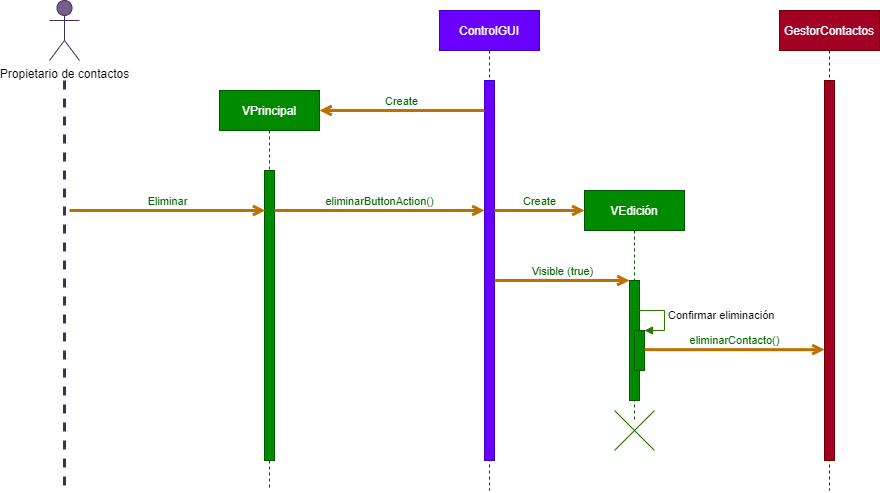 ControlGUI
GestorContactos
Propietario de contactos
Create
VPrincipal
Eliminar
eliminarButtonAction()
Create
VEdición
Visible (true)
Confirmar eliminación
eliminarContacto()